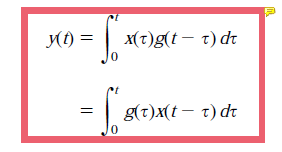 y(t) = ∫₀ᵗ x(τ)g(t − τ) dτ
= ∫₀ᵗ g(τ)x(t − τ) dτ